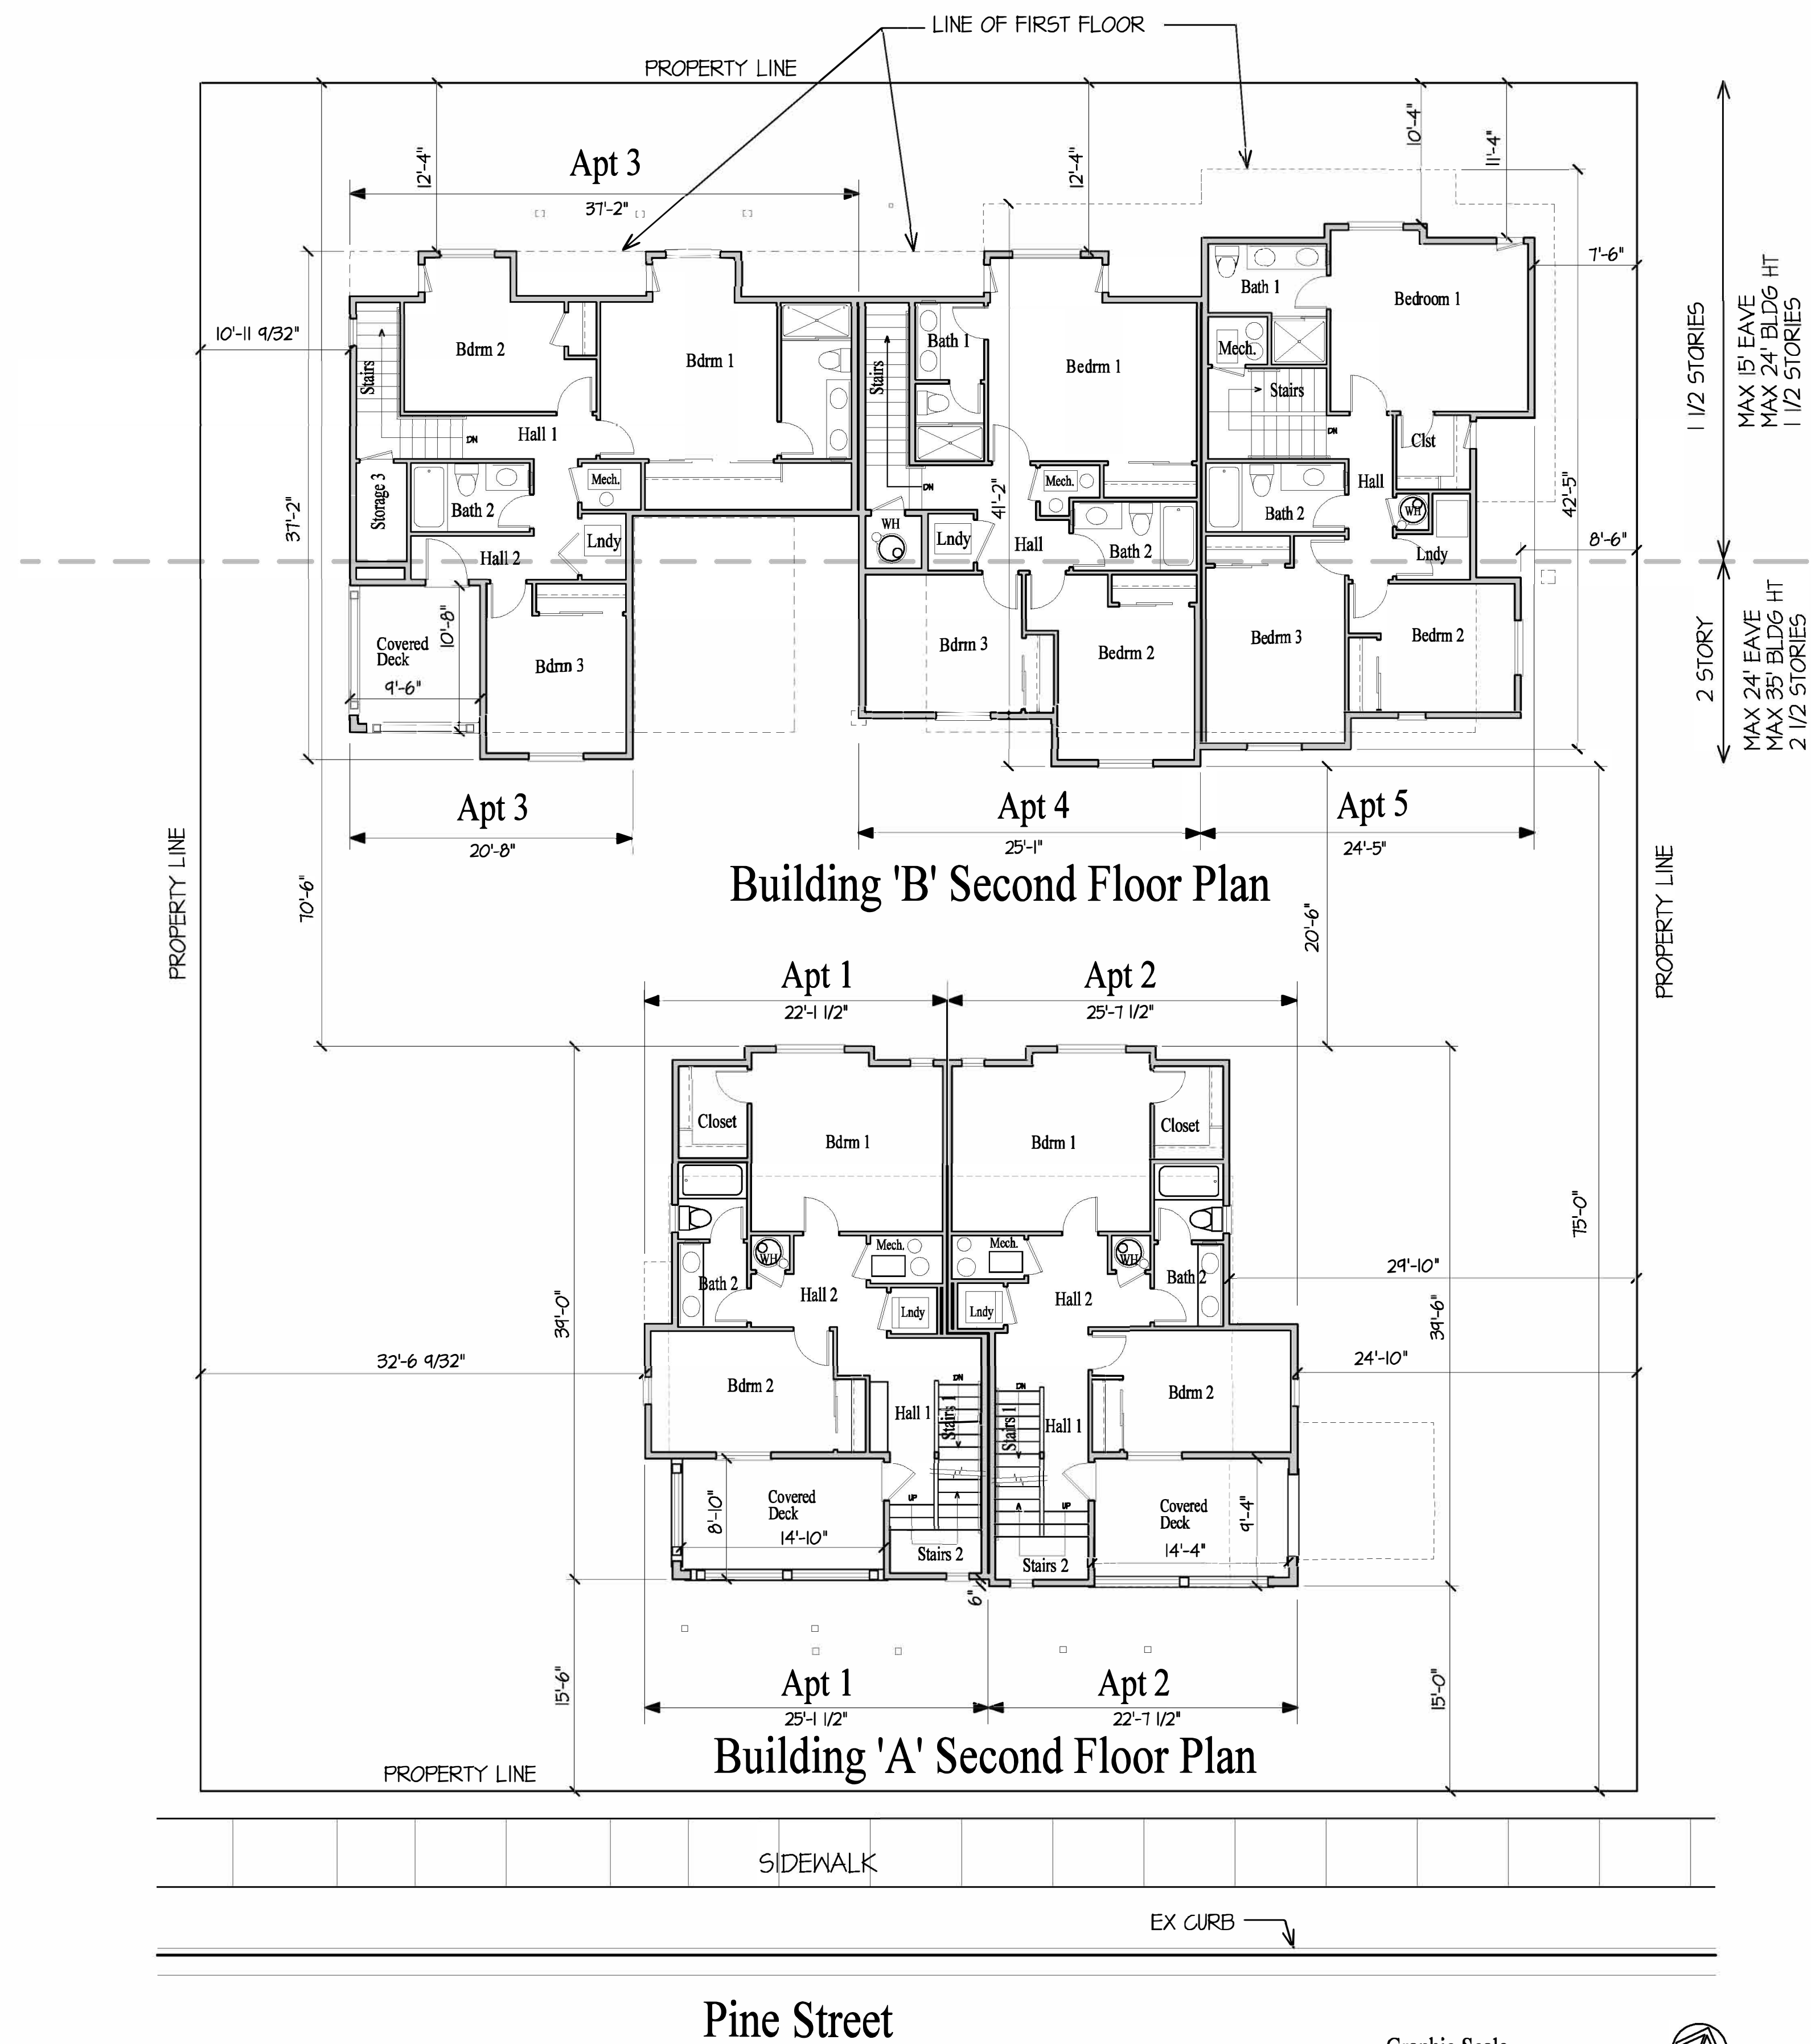 LINE OF FIRST FLOOR
PROPERTY LINE
12'-4"
12'-4"
10'-4"
11'-4"
Apt 3
37'-2"
7'-6"
10'-11 9/32"
Bath 1
Bedroom 1
Bdrm 2
Bdrm 1
Stairs
Stairs
Bath 1
Bedrm 1
Mech.
Stairs
1 1/2 STORIES
MAX 15' EAVE
MAX 24' BLDG HT
1 1/2 STORIES
DN
Hall 1
DN
Clst
Storage 3
Bath 2
Mech.
DN
41'-2"
Mech.
Hall
Bath 2
WH
42'-5"
37'-2"
Hall 2
Lndy
WH
Lndy
Hall
Bath 2
Lndy
8'-6"
Covered
Deck
10'-8"
9'-6"
Bdrm 3
Bdrm 3
Bedrm 2
Bedrm 3
Bedrm 2
2 STORY
MAX 24' EAVE
MAX 35' BLDG HT
2 1/2 STORIES
Apt 3
20'-8"
Apt 4
25'-1"
Apt 5
24'-5"
Building 'B' Second Floor Plan
PROPERTY LINE
70'-6"
20'-6"
PROPERTY LINE
Apt 1
22'-1 1/2"
Apt 2
25'-7 1/2"
Closet
Bdrm 1
Bdrm 1
Closet
75'-0"
Mech.
Mech.
WH
WH
Bath 2
Hall 2
Hall 2
Bath 2
29'-10"
Lndy
Lndy
39'-0"
39'-6"
32'-6 9/32"
24'-10"
Bdrm 2
DN
DN
Bdrm 2
Hall 1
Stairs 1
Stairs 1
Hall 1
8'-10"
Covered
Deck
14'-10"
UP
UP
Covered
Deck
14'-4"
9'-4"
Stairs 2
Stairs 2
6"
15'-6"
15'-0"
Apt 1
25'-1 1/2"
Apt 2
22'-7 1/2"
Building 'A' Second Floor Plan
PROPERTY LINE
SIDEWALK
EX CURB
Pine Street